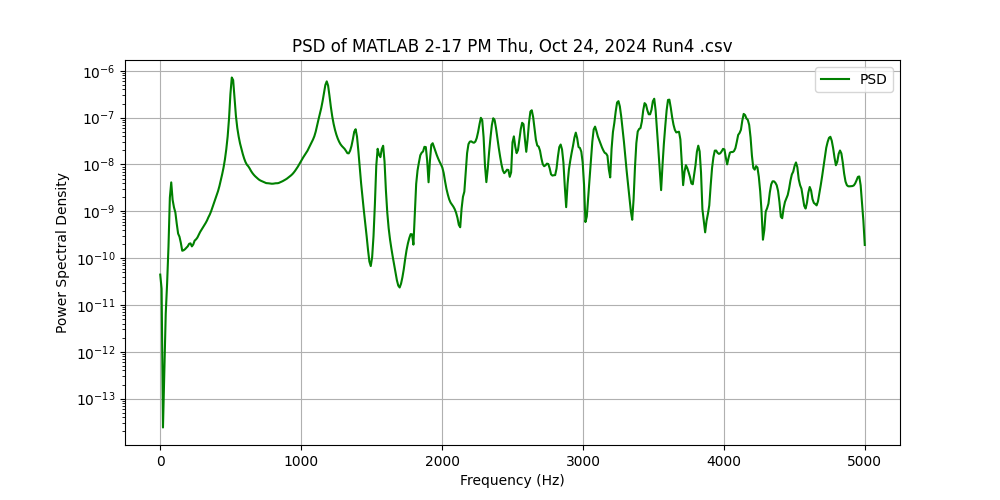 PSD of MATLAB 2-17 PM Thu, Oct 24, 2024 Run4 .csv
PSD
Power Spectral Density
10⁻⁶
10⁻⁷
10⁻⁸
10⁻⁹
10⁻¹⁰
10⁻¹¹
10⁻¹²
10⁻¹³
0 1000 2000 3000 4000 5000
Frequency (Hz)